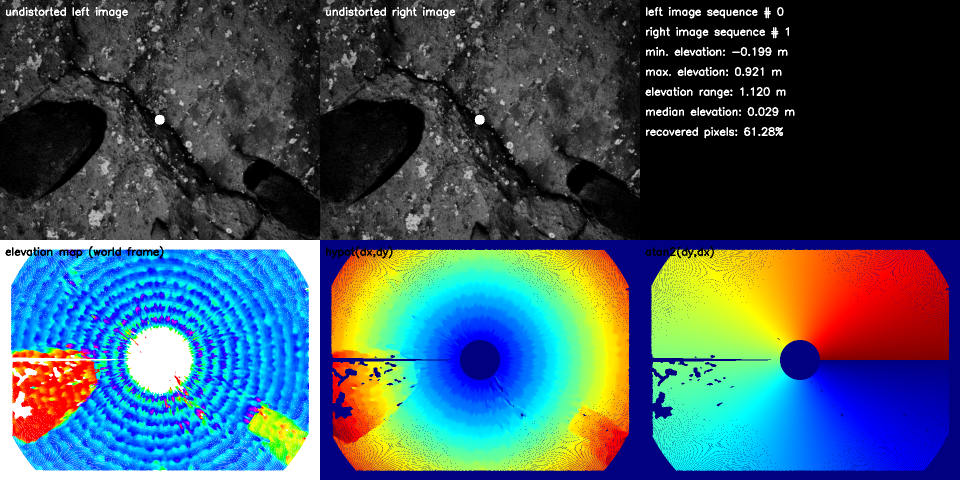 undistorted left image
undistorted right image
left image sequence # 0
right image sequence # 1
min. elevation: -0.199 m
max. elevation: 0.921 m
elevation range: 1.120 m
median elevation: 0.029 m
recovered pixels: 61.28%
elevation map (world frame)
hypot(dx,dy)
atan2(dy,dx)